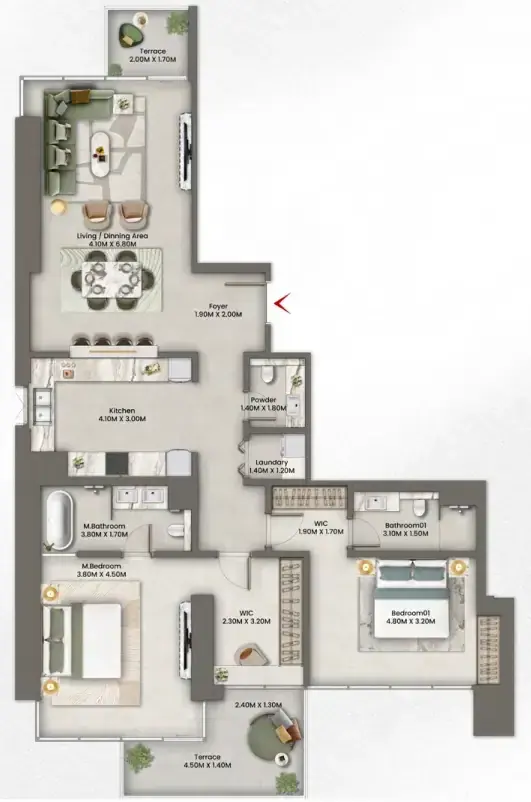 Terrace
2.00M X 1.70M
Living / Dinning Area
4.10M X 6.80M
Foyer
1.90M X 2.00M
Kitchen
4.10M X 3.00M
Powder
1.40M X 1.80M
Laundary
1.40M X 1.20M
M.Bathroom
3.80M X 1.70M
WIC
1.90M X 1.70M
Bathroom01
3.10M X 1.50M
M.Bedroom
3.80M X 4.50M
WIC
2.30M X 3.20M
Bedroom01
4.80M X 3.20M
2.40M X 1.30M
Terrace
4.50M X 1.40M